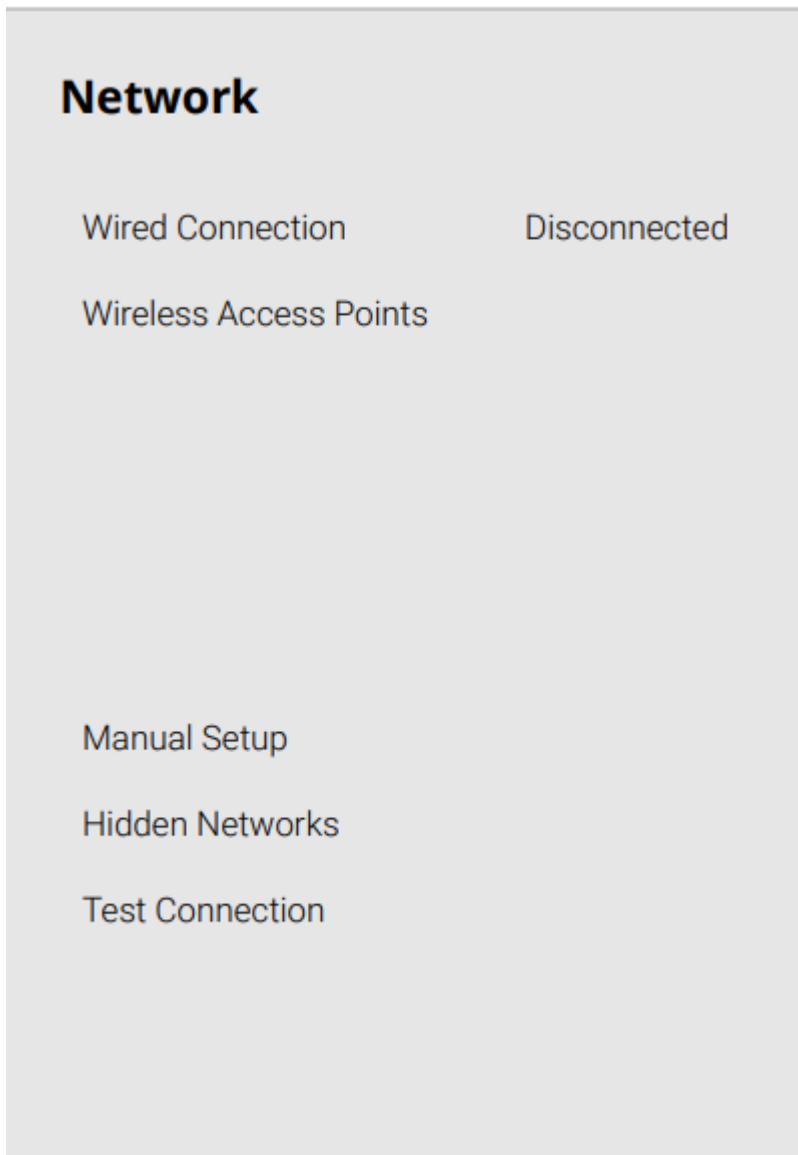 Network
Wired Connection Disconnected
Wireless Access Points
Manual Setup
Hidden Networks
Test Connection